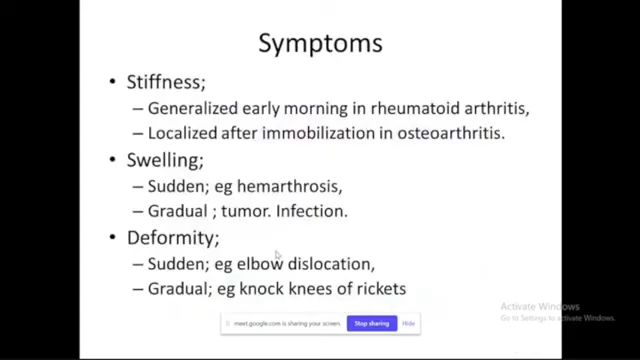 Symptoms
• Stiffness;
– Generalized early morning in rheumatoid arthritis,
– Localized after immobilization in osteoarthritis.
• Swelling;
– Sudden; eg hemarthrosis,
– Gradual ; tumor. Infection.
• Deformity;
– Sudden; eg elbow dislocation,
– Gradual; eg knock knees of rickets
Activate Windows
Go to Settings to activate Windows.
meet.google.com is sharing your screen. Stop sharing Hide